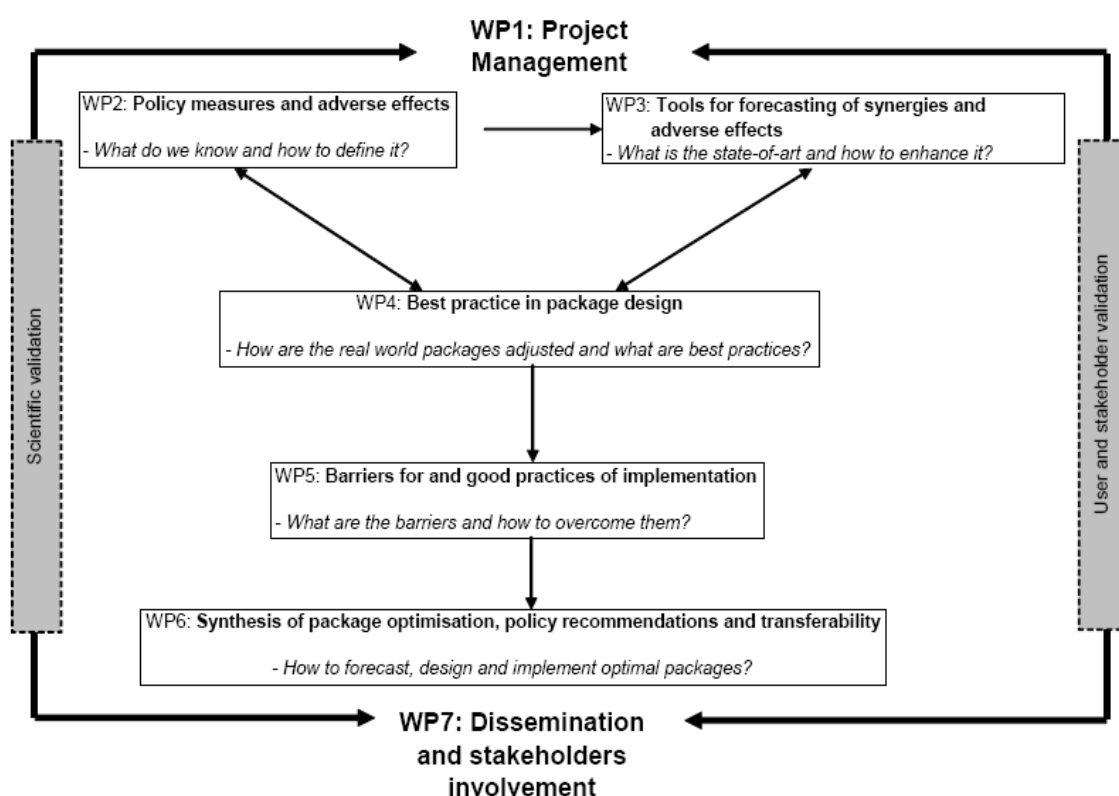 WP1: Project
Management
WP2: Policy measures and adverse effects
- What do we know and how to define it?
WP3: Tools for forecasting of synergies and
adverse effects
- What is the state-of-art and how to enhance it?
Scientific validation
User and stakeholder validation
WP4: Best practice in package design
- How are the real world packages adjusted and what are best practices?
WP5: Barriers for and good practices of implementation
- What are the barriers and how to overcome them?
WP6: Synthesis of package optimisation, policy recommendations and transferability
- How to forecast, design and implement optimal packages?
WP7: Dissemination
and stakeholders
involvement